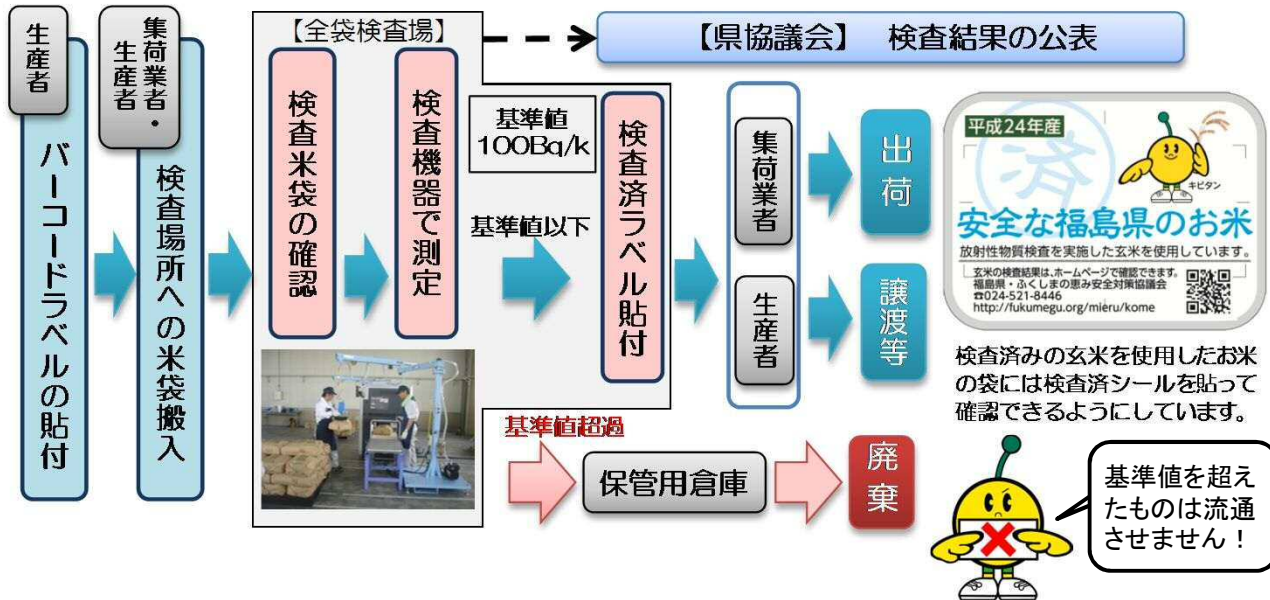 生産者
バーコードラベルの貼付
集荷業者・
生産者
検査場所への米袋搬入
【全袋検査場】
検査米袋の確認
検査機器で測定
基準値
100Bq/k
基準値以下
検査済ラベル貼付
【県協議会】 検査結果の公表
集荷業者
出荷
生産者
譲渡等
基準値超過
保管用倉庫
廃棄
平成24年産
済
キビタン
安全な福島県のお米
放射性物質検査を実施した玄米を使用しています。
玄米の検査結果は、ホームページで確認できます。
福島県・ふくしまの恵み安全対策協議会
☎024-521-8446
http://fukumegu.org/mieru/kome
検査済みの玄米を使用したお米
の袋には検査済シールを貼って
確認できるようにしています。
基準値を超え
たものは流通
させません！